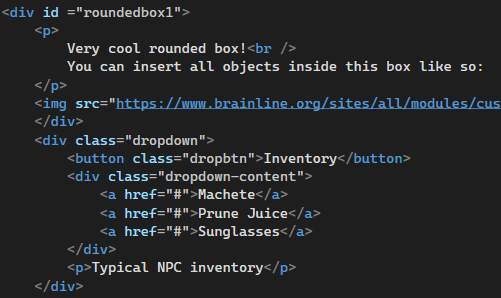 <div id ="roundedbox1">
<p>
Very cool rounded box!<br />
You can insert all objects inside this box like so:
</p>
<img src="https://www.brainline.org/sites/all/modules/cus
</div>
<div class="dropdown">
<button class="dropbtn">Inventory</button>
<div class="dropdown-content">
<a href="#">Machete</a>
<a href="#">Prune Juice</a>
<a href="#">Sunglasses</a>
</div>
<p>Typical NPC inventory</p>
</div>